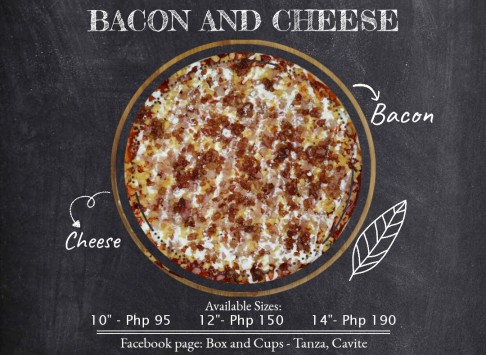 BACON AND CHEESE
Bacon
Cheese
Available Sizes:
10" - Php 95 12"- Php 150 14"- Php 190
Facebook page: Box and Cups - Tanza, Cavite